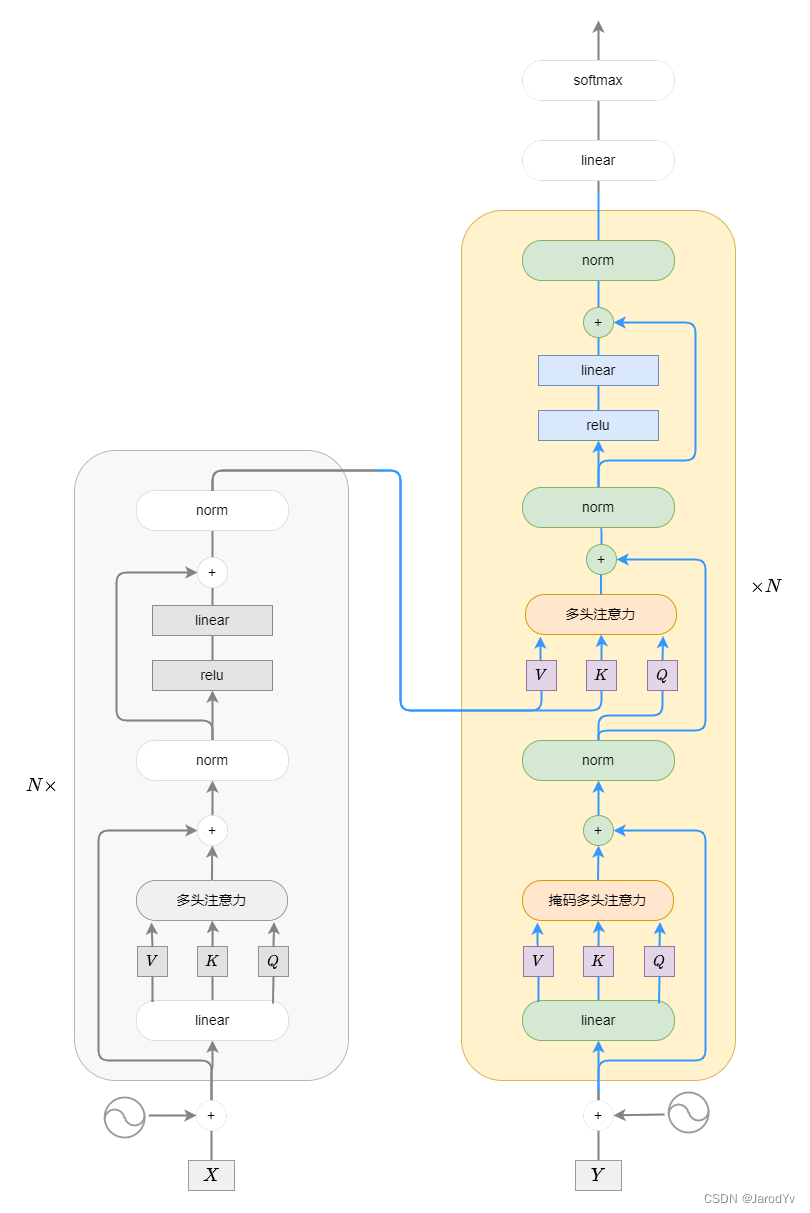 softmax
linear
norm
+
linear
relu
norm
+
多头注意力
V K Q
norm
+
掩码多头注意力
V K Q
linear
+
Y
×N
norm
+
linear
relu
norm
+
多头注意力
V K Q
linear
+
X
N×
CSDN @JarodYv